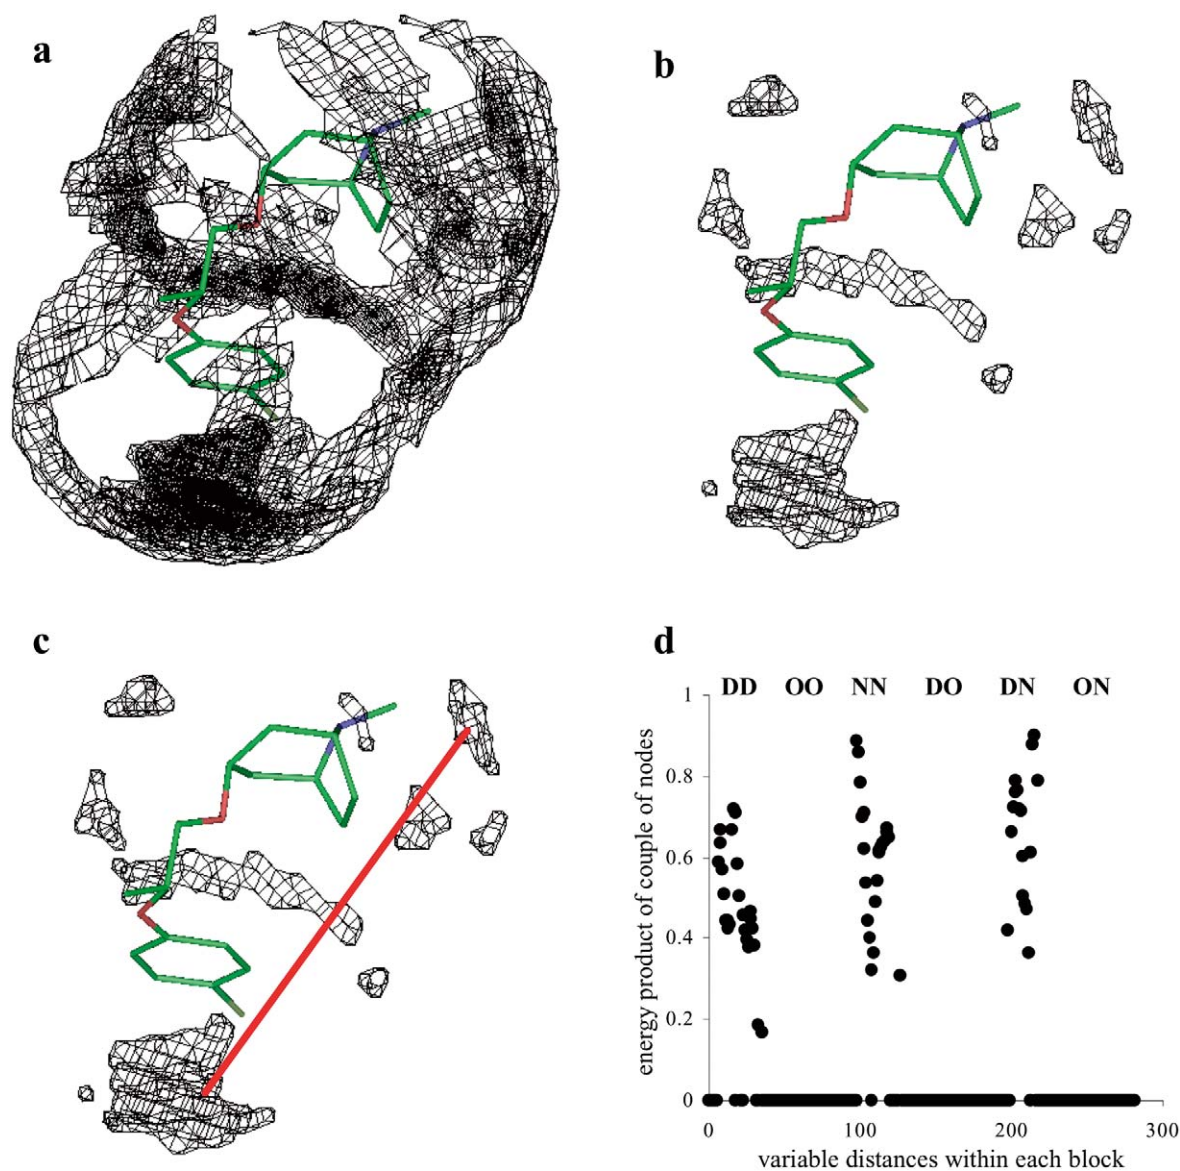 a
b
c
d
DD OO NN DO DN ON
energy product of couple of nodes
1
0.8
0.6
0.4
0.2
0
0 100 200 300
variable distances within each block